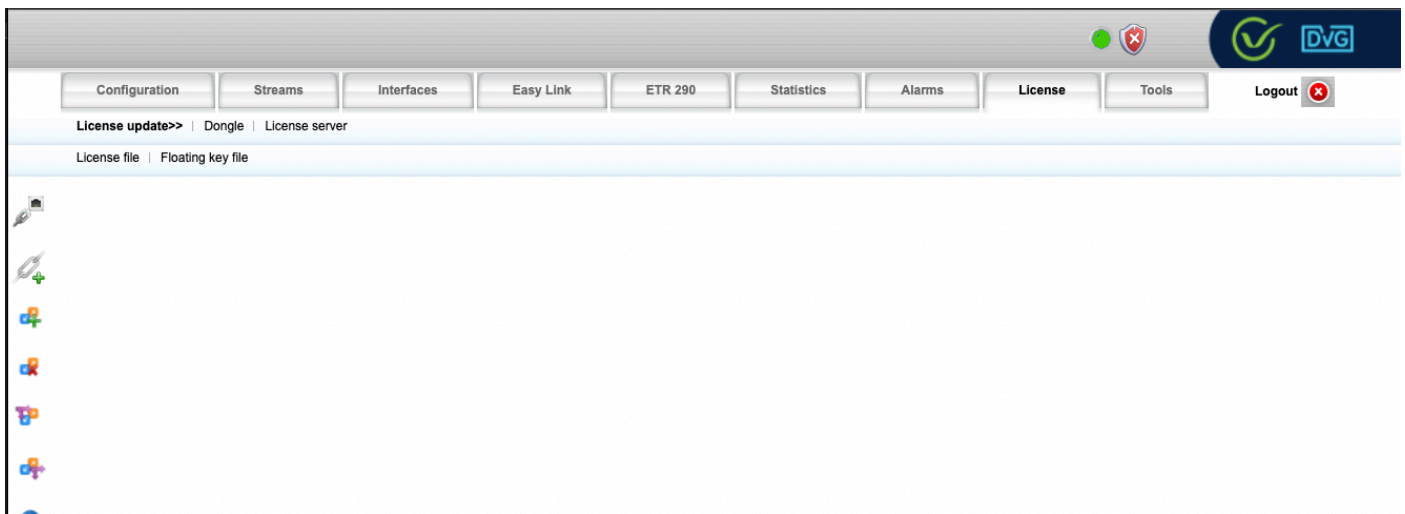 DVG
Configuration Streams Interfaces Easy Link ETR 290 Statistics Alarms License Tools Logout
License update>> | Dongle | License server
License file | Floating key file